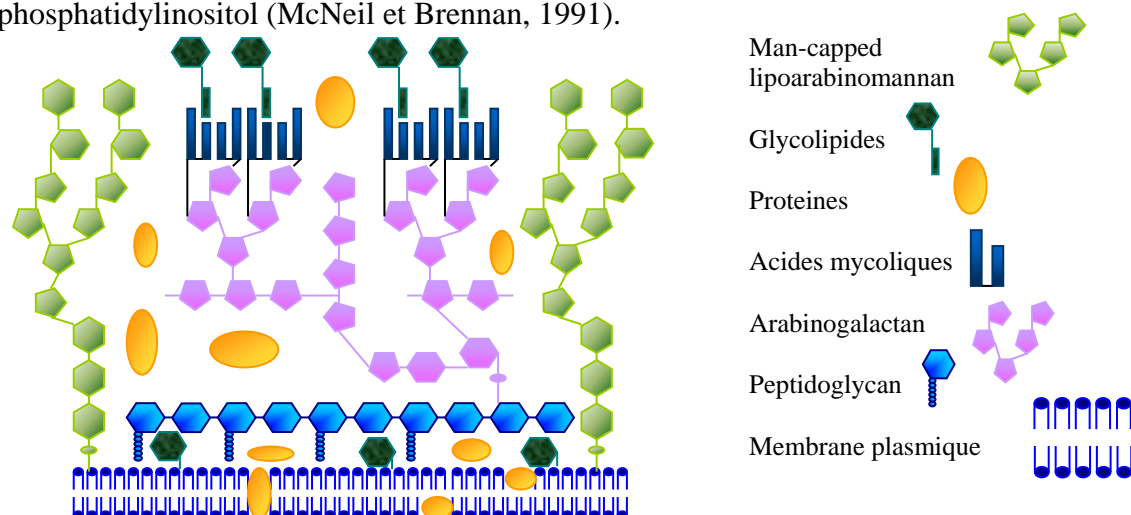 phosphatidylinositol (McNeil et Brennan, 1991).
Man-capped
lipoarabinomannan
Glycolipides
Proteines
Acides mycoliques
Arabinogalactan
Peptidoglycan
Membrane plasmique